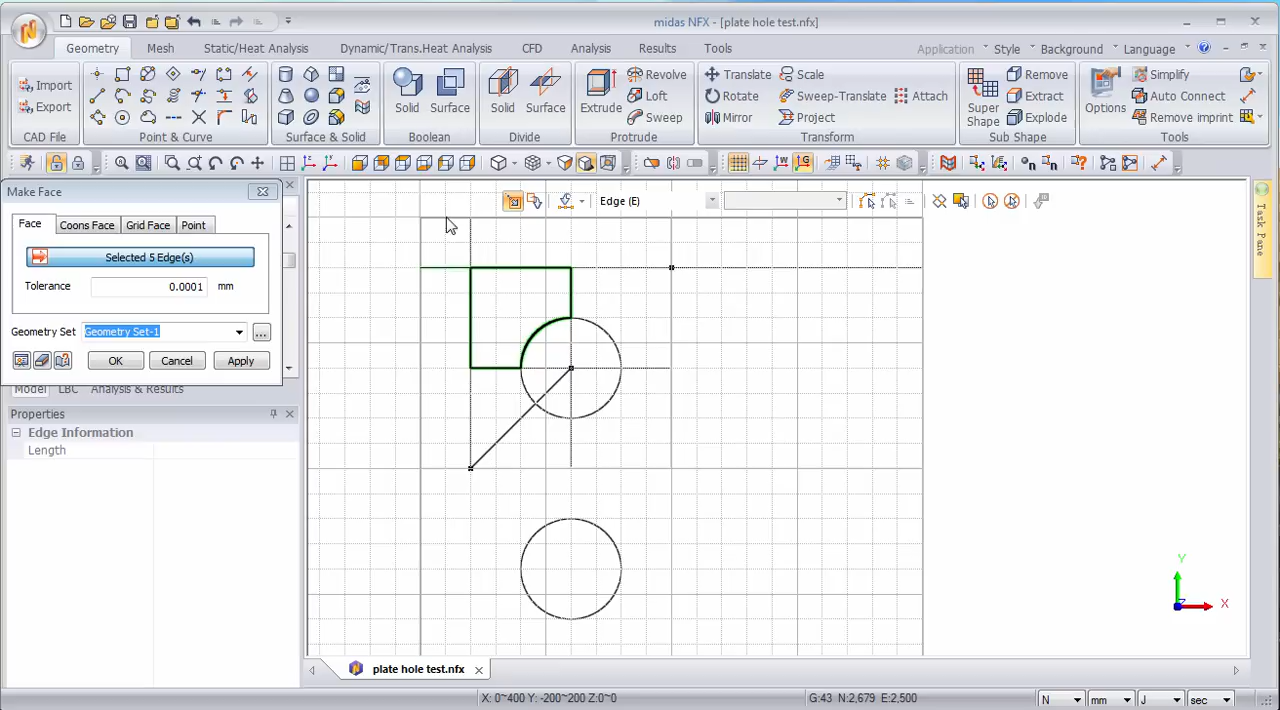 midas NFX - [plate hole test.nfx]
Geometry Mesh Static/Heat Analysis Dynamic/Trans.Heat Analysis CFD Analysis Results Tools Application Style Background Language
Import
Export
CAD File
Point & Curve
Surface & Solid
Solid Surface
Boolean
Solid Surface
Divide
Extrude
Revolve
Loft
Sweep
Protrude
Translate Scale
Rotate Sweep-Translate Attach
Mirror Project
Transform
Super Shape
Remove
Extract
Explode
Sub Shape
Options
Simplify
Auto Connect
Remove imprint
Tools
Make Face
Face Coons Face Grid Face Point
Selected 5 Edge(s)
Tolerance 0.0001 mm
Geometry Set Geometry Set-1 ...
OK Cancel Apply
Model LBC Analysis & Results
Properties
Edge Information
Length
Edge (E)
Task Pane
Y
Z X
plate hole test.nfx
X: 0~400 Y: -200~200 Z:0~0 G:43 N:2,679 E:2,500 N mm J sec